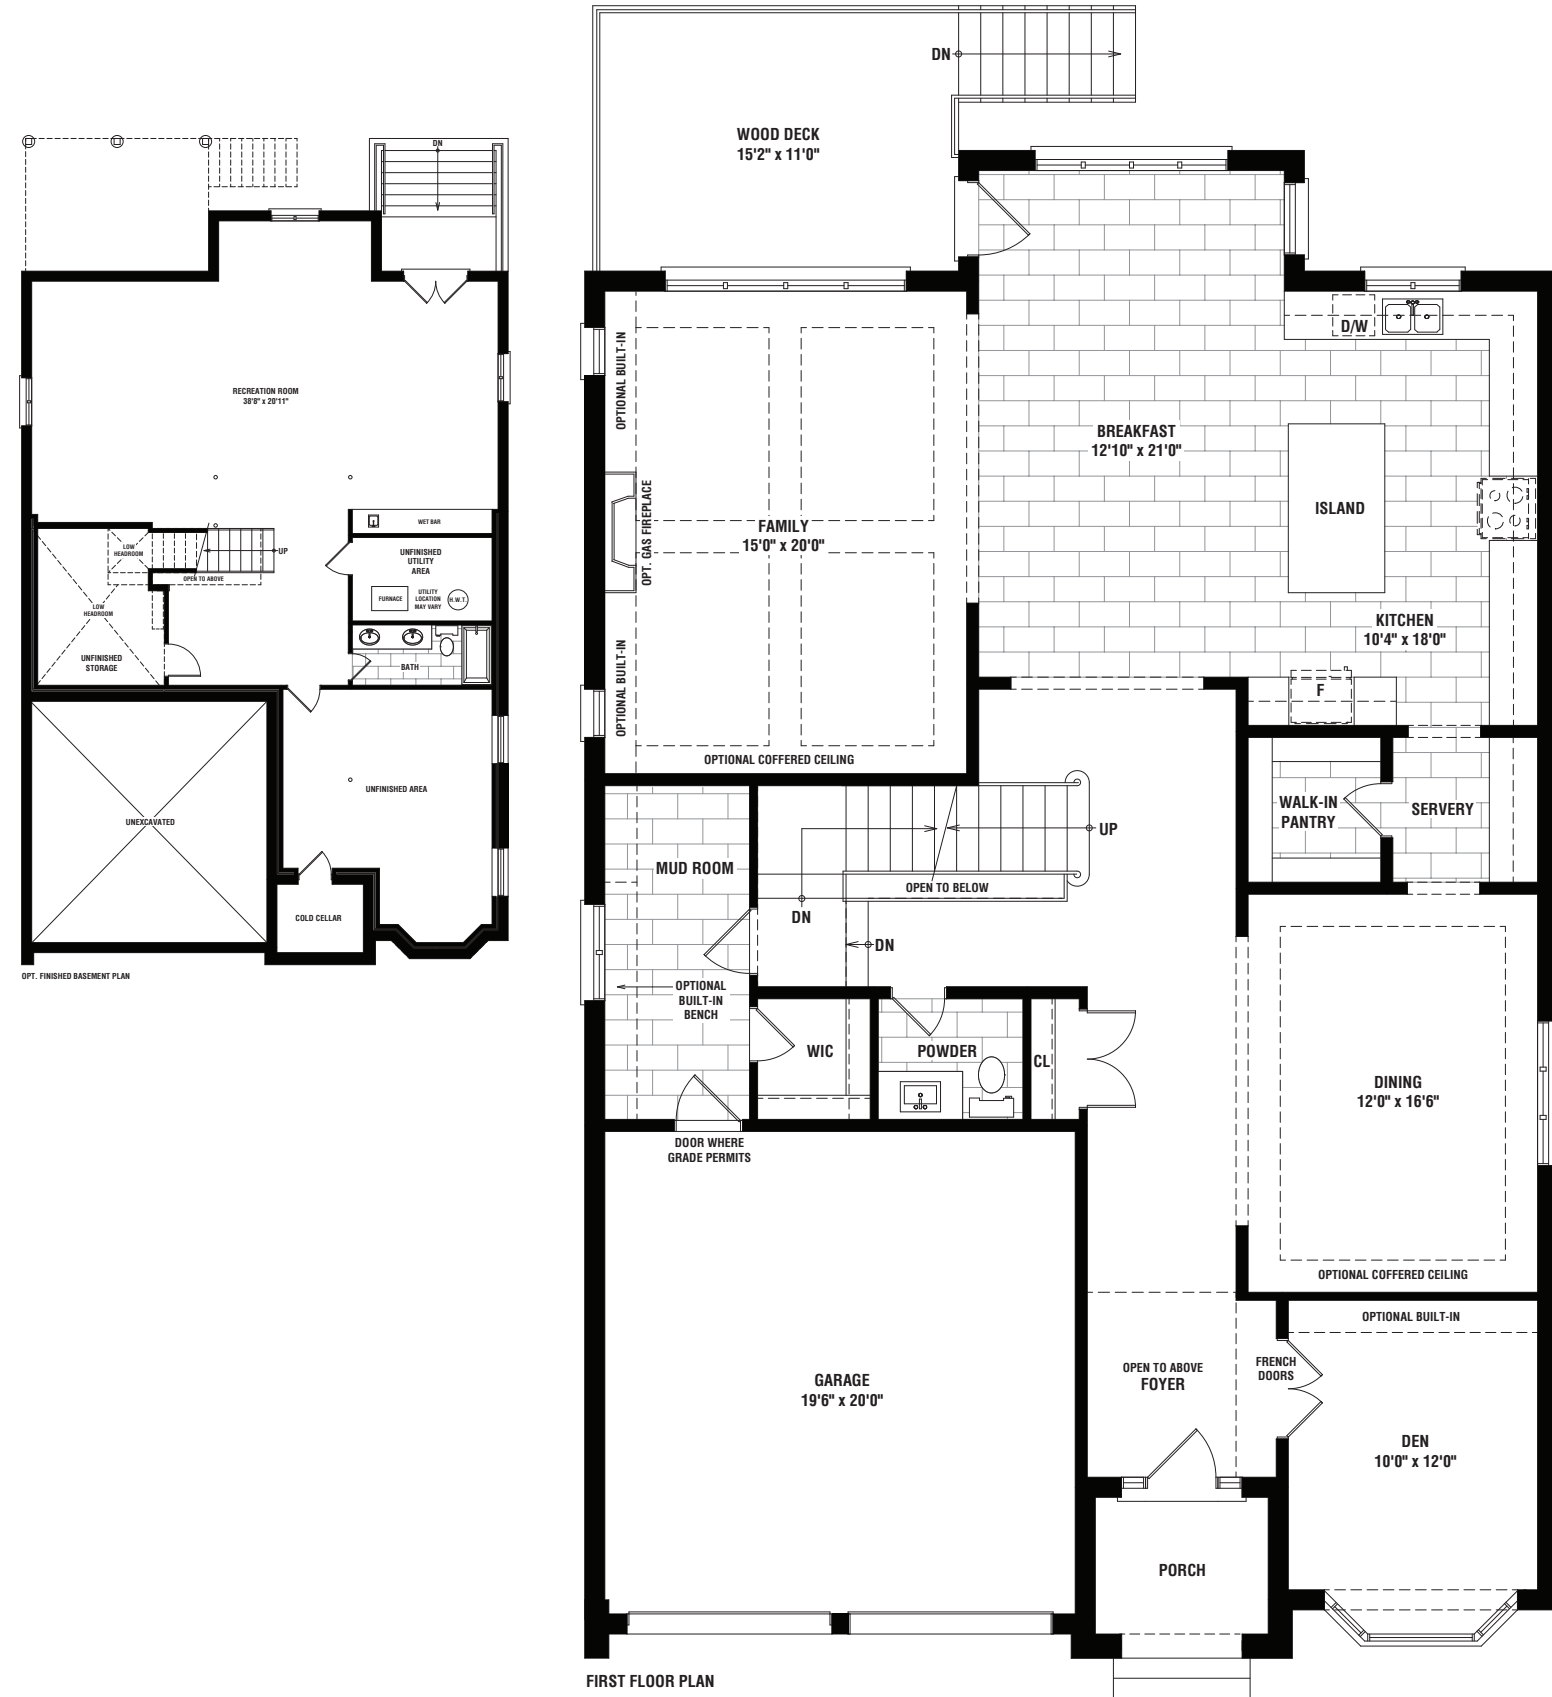 DN
RECREATION ROOM
38'8" x 20'11"
WET BAR
LOW
HEADROOM
UP
OPEN TO ABOVE
UNFINISHED
UTILITY
AREA
FURNACE
UTILITY
LOCATION
MAY VARY
H.W.T.
LOW
HEADROOM
UNFINISHED
STORAGE
BATH
UNFINISHED AREA
UNEXCAVATED
COLD CELLAR
OPT. FINISHED BASEMENT PLAN
DN
WOOD DECK
15'2" x 11'0"
D/W
OPTIONAL BUILT-IN
BREAKFAST
12'10" x 21'0"
ISLAND
OPT. GAS FIREPLACE
FAMILY
15'0" x 20'0"
KITCHEN
10'4" x 18'0"
OPTIONAL BUILT-IN
F
OPTIONAL COFFERED CEILING
WALK-IN
PANTRY
SERVERY
MUD ROOM
UP
OPEN TO BELOW
DN
DN
OPTIONAL
BUILT-IN
BENCH
WIC
POWDER
CL
DINING
12'0" x 16'6"
DOOR WHERE
GRADE PERMITS
OPTIONAL COFFERED CEILING
OPTIONAL BUILT-IN
OPEN TO ABOVE
FOYER
FRENCH
DOORS
GARAGE
19'6" x 20'0"
DEN
10'0" x 12'0"
PORCH
FIRST FLOOR PLAN